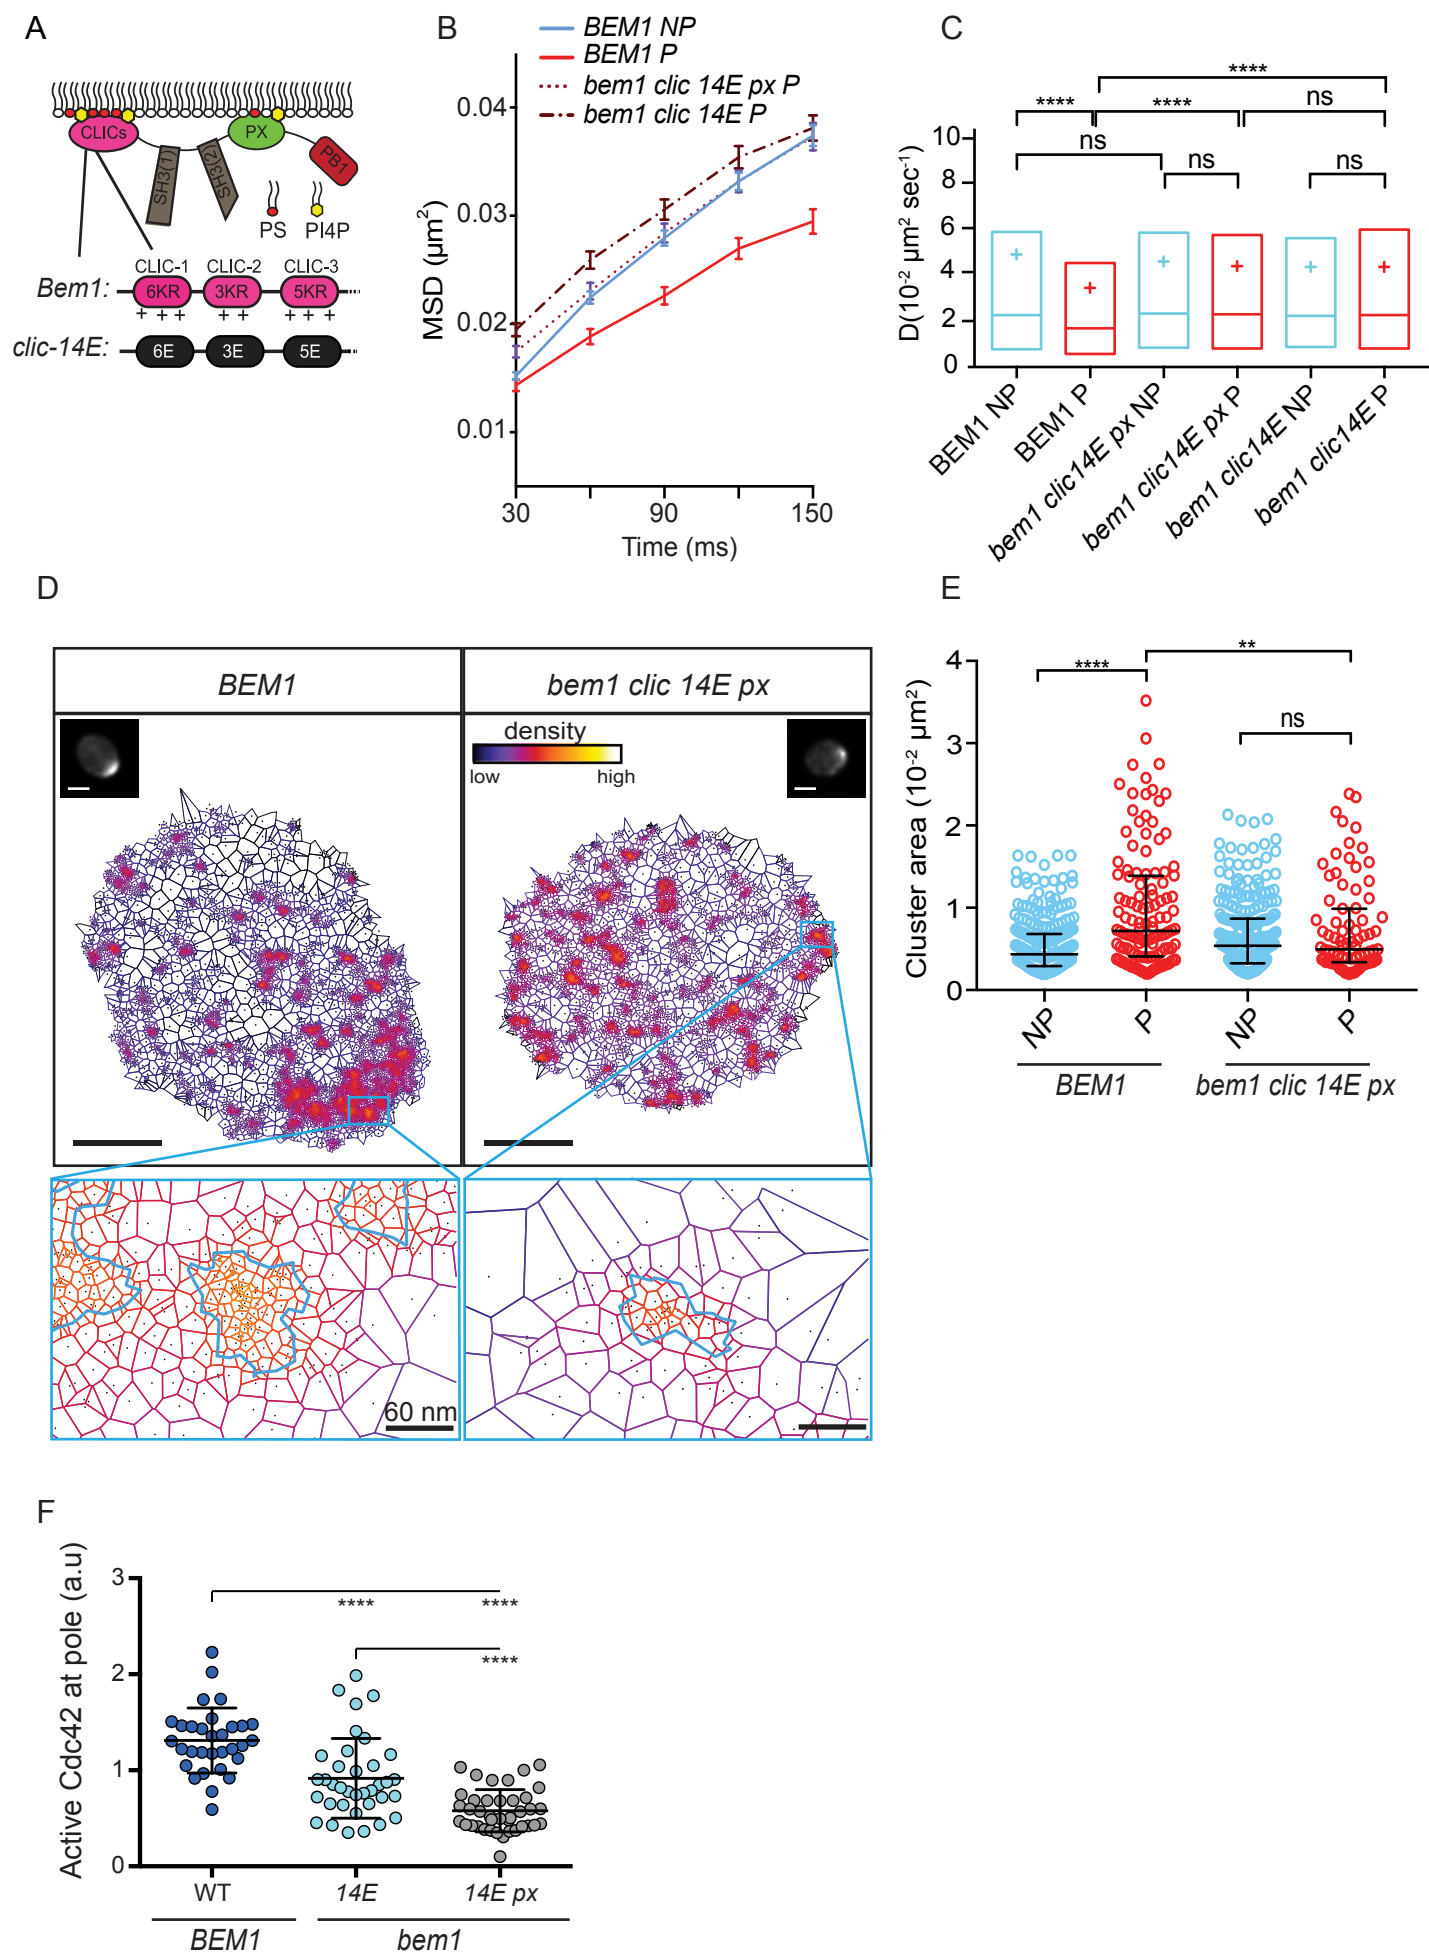 A
CLICs
PX
SH3(1)
SH3(2)
PB1
PS
PI4P
CLIC-1 CLIC-2 CLIC-3
Bem1: 6KR 3KR 5KR
+ + + + + + + +
clic-14E: 6E 3E 5E
B
BEM1 NP
BEM1 P
bem1 clic 14E px P
bem1 clic 14E P
MSD (µm²)
0.04
0.03
0.02
0.01
30 90 150
Time (ms)
C
****
**** **** ns
ns ns ns
D(10⁻² µm² sec⁻¹)
10
8
6
4
2
0
BEM1 NP
BEM1 P
bem1 clic14E px NP
bem1 clic14E px P
bem1 clic14E NP
bem1 clic14E P
D
BEM1
bem1 clic 14E px
density
low high
60 nm
E
**
****
ns
Cluster area (10⁻² µm²)
4
3
2
1
0
NP P NP P
BEM1 bem1 clic 14E px
F
Active Cdc42 at pole (a.u)
3
2
1
0
**** ****
****
WT 14E 14E px
BEM1 bem1